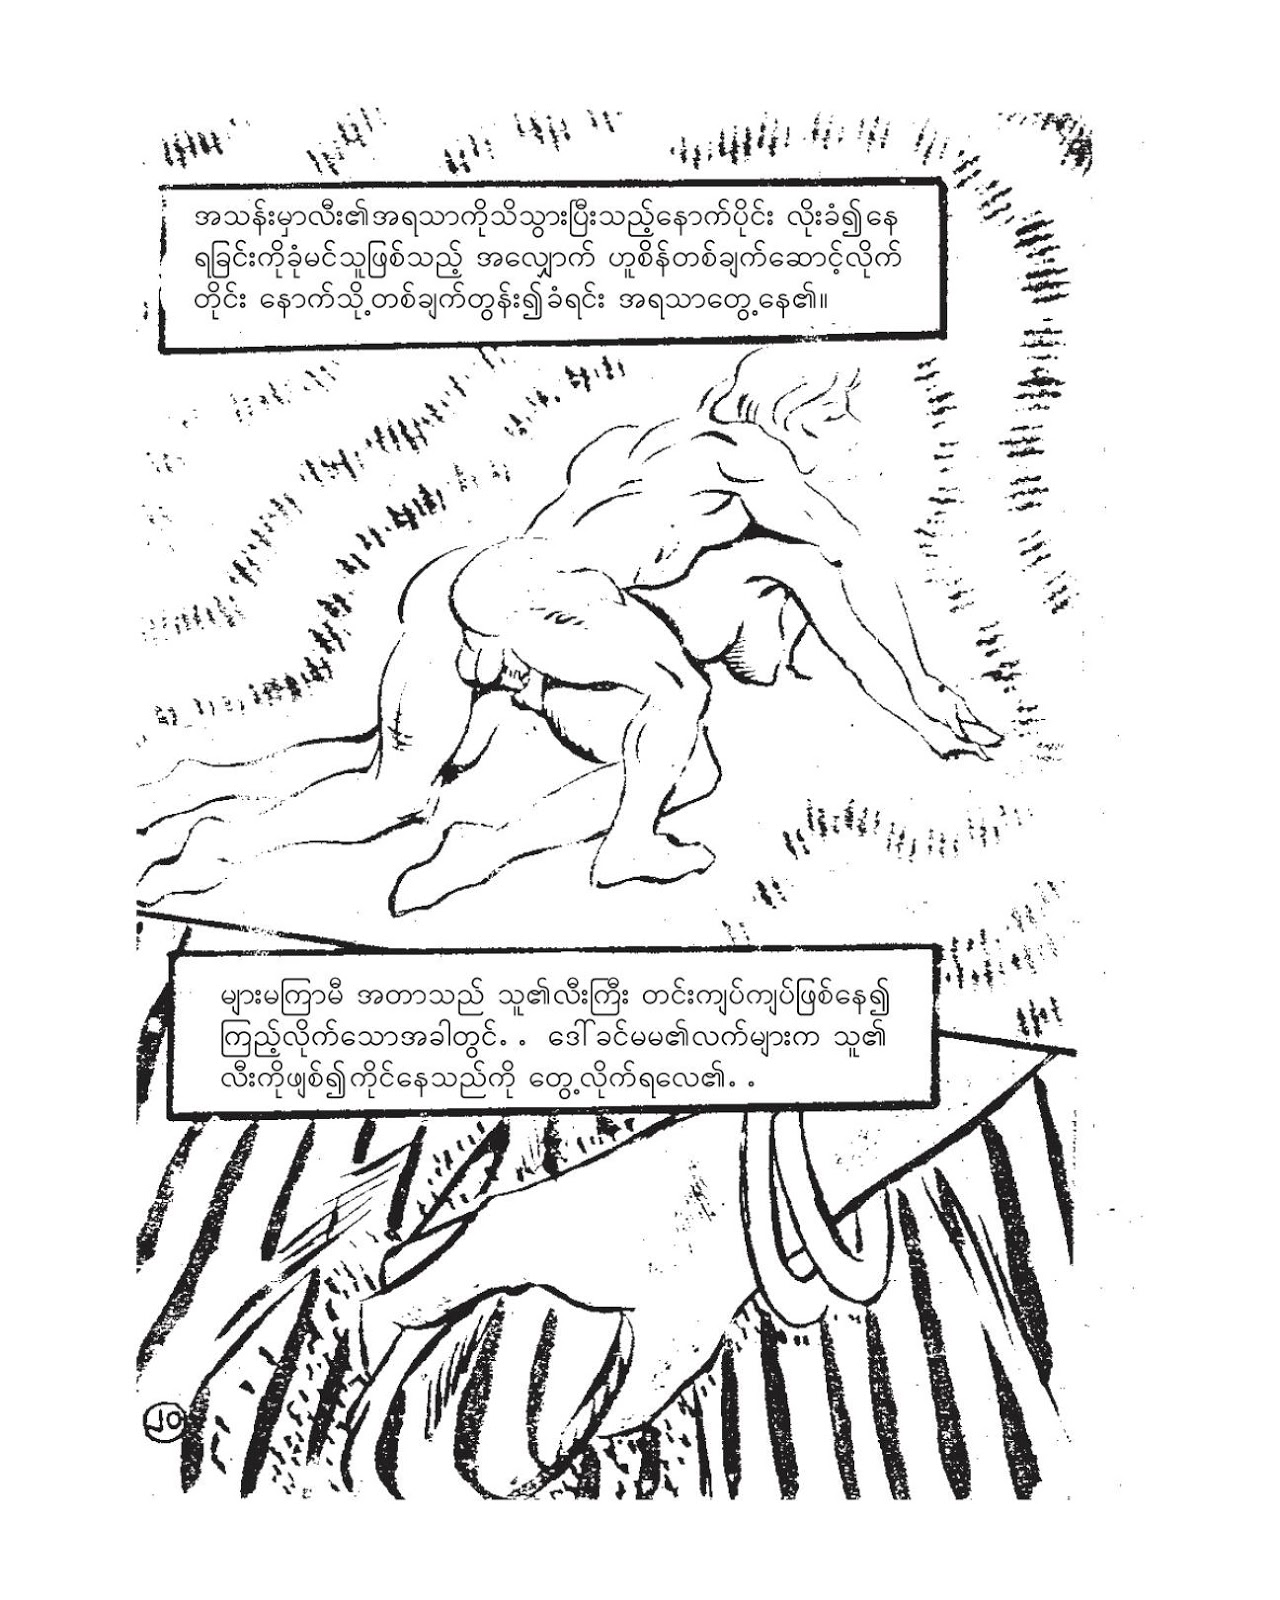 အသန်းမှာလီး၏အရသာကိုသိသွားပြီးသည့်နောက်ပိုင်း လိုးခံ၍နေ
ရခြင်းကိုခုံမင်သူဖြစ်သည့် အလျှောက် ဟူစိန်တစ်ချက်ဆောင့်လိုက်
တိုင်း နောက်သို့တစ်ချက်တွန်း၍ခံရင်း အရသာတွေ့နေ၏။
များမကြာမီ အတာသည် သူ၏လီးကြီး တင်းကျပ်ကျပ်ဖြစ်နေ၍
ကြည့်လိုက်သောအခါတွင်. . ဒေါ်ခင်မမ၏လက်များက သူ၏
လီးကိုဖျစ်၍ကိုင်နေသည်ကို တွေ့လိုက်ရလေ၏. .
၂၀